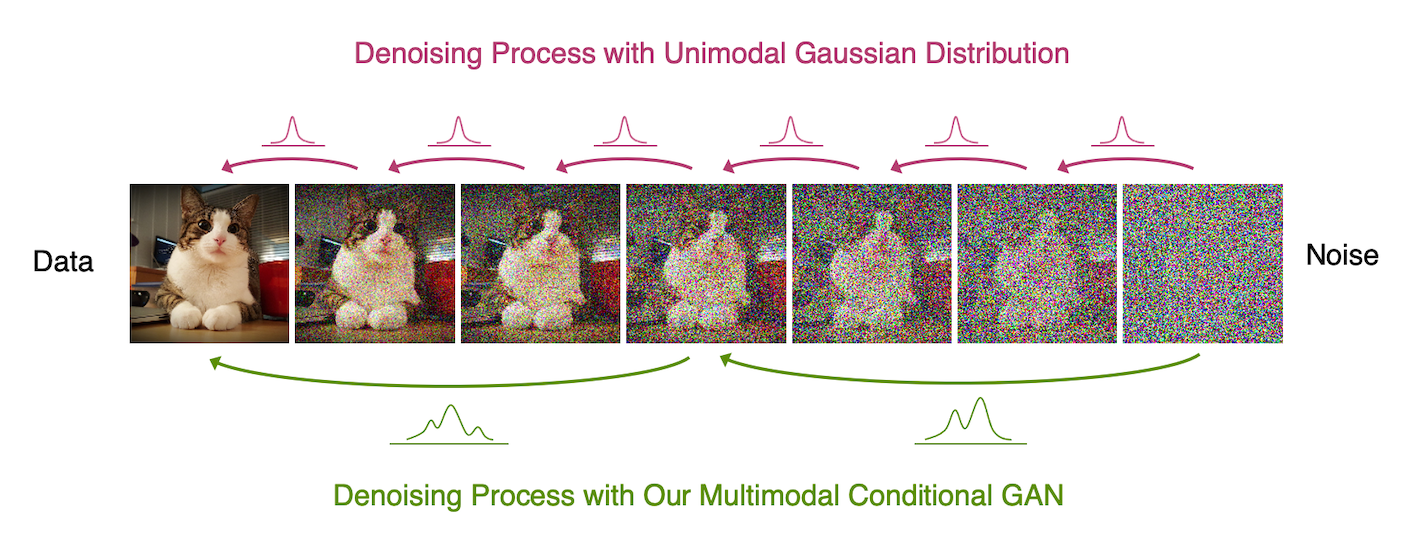 Denoising Process with Unimodal Gaussian Distribution
Data
Noise
Denoising Process with Our Multimodal Conditional GAN